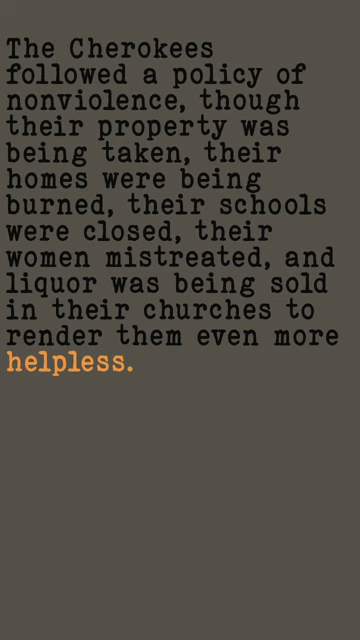 The Cherokees
followed a policy of
nonviolence, though
their property was
being taken, their
homes were being
burned, their schools
were closed, their
women mistreated, and
liquor was being sold
in their churches to
render them even more
helpless.